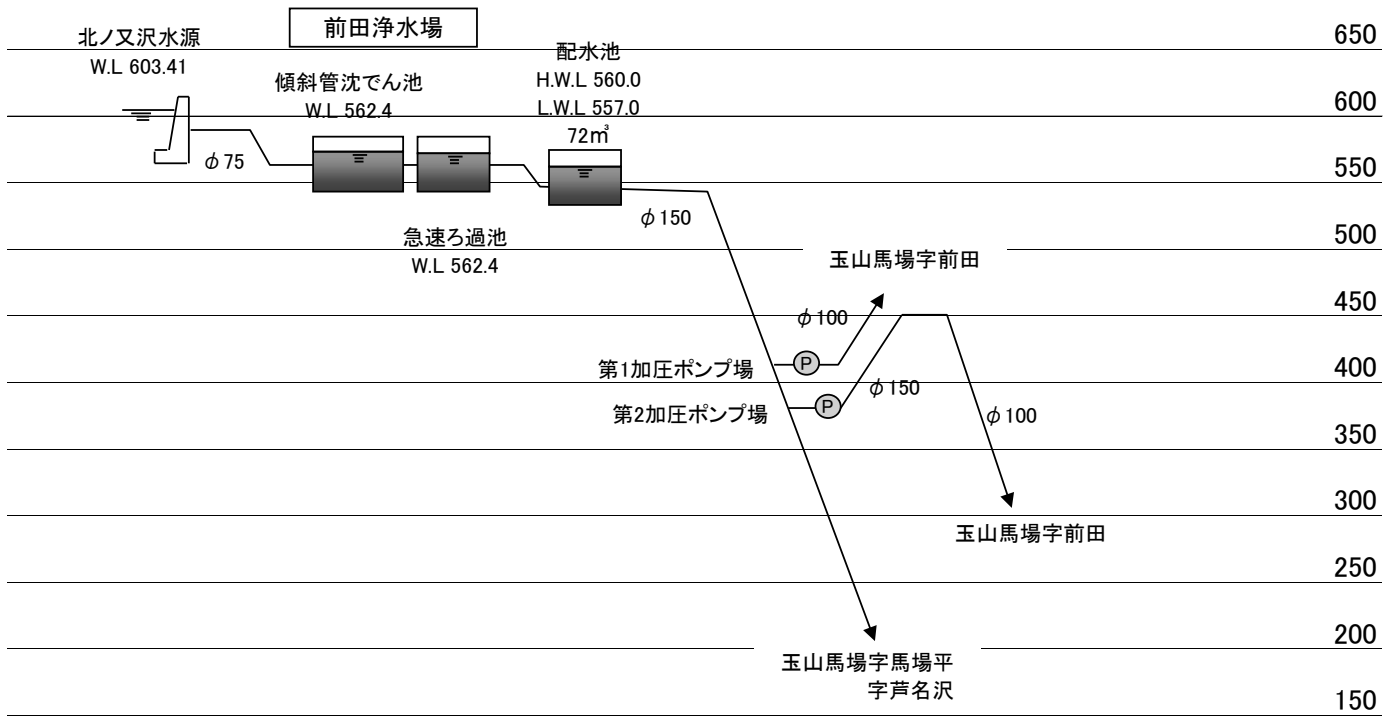 前田浄水場
北ノ又沢水源
W.L 603.41
傾斜管沈でん池
W.L 562.4
配水池
H.W.L 560.0
L.W.L 557.0
72㎥
φ75
急速ろ過池
W.L 562.4
φ150
玉山馬場字前田
φ100
第1加圧ポンプ場
P
第2加圧ポンプ場
P
φ150
φ100
玉山馬場字前田
玉山馬場字馬場平
字芦名沢
650
600
550
500
450
400
350
300
250
200
150